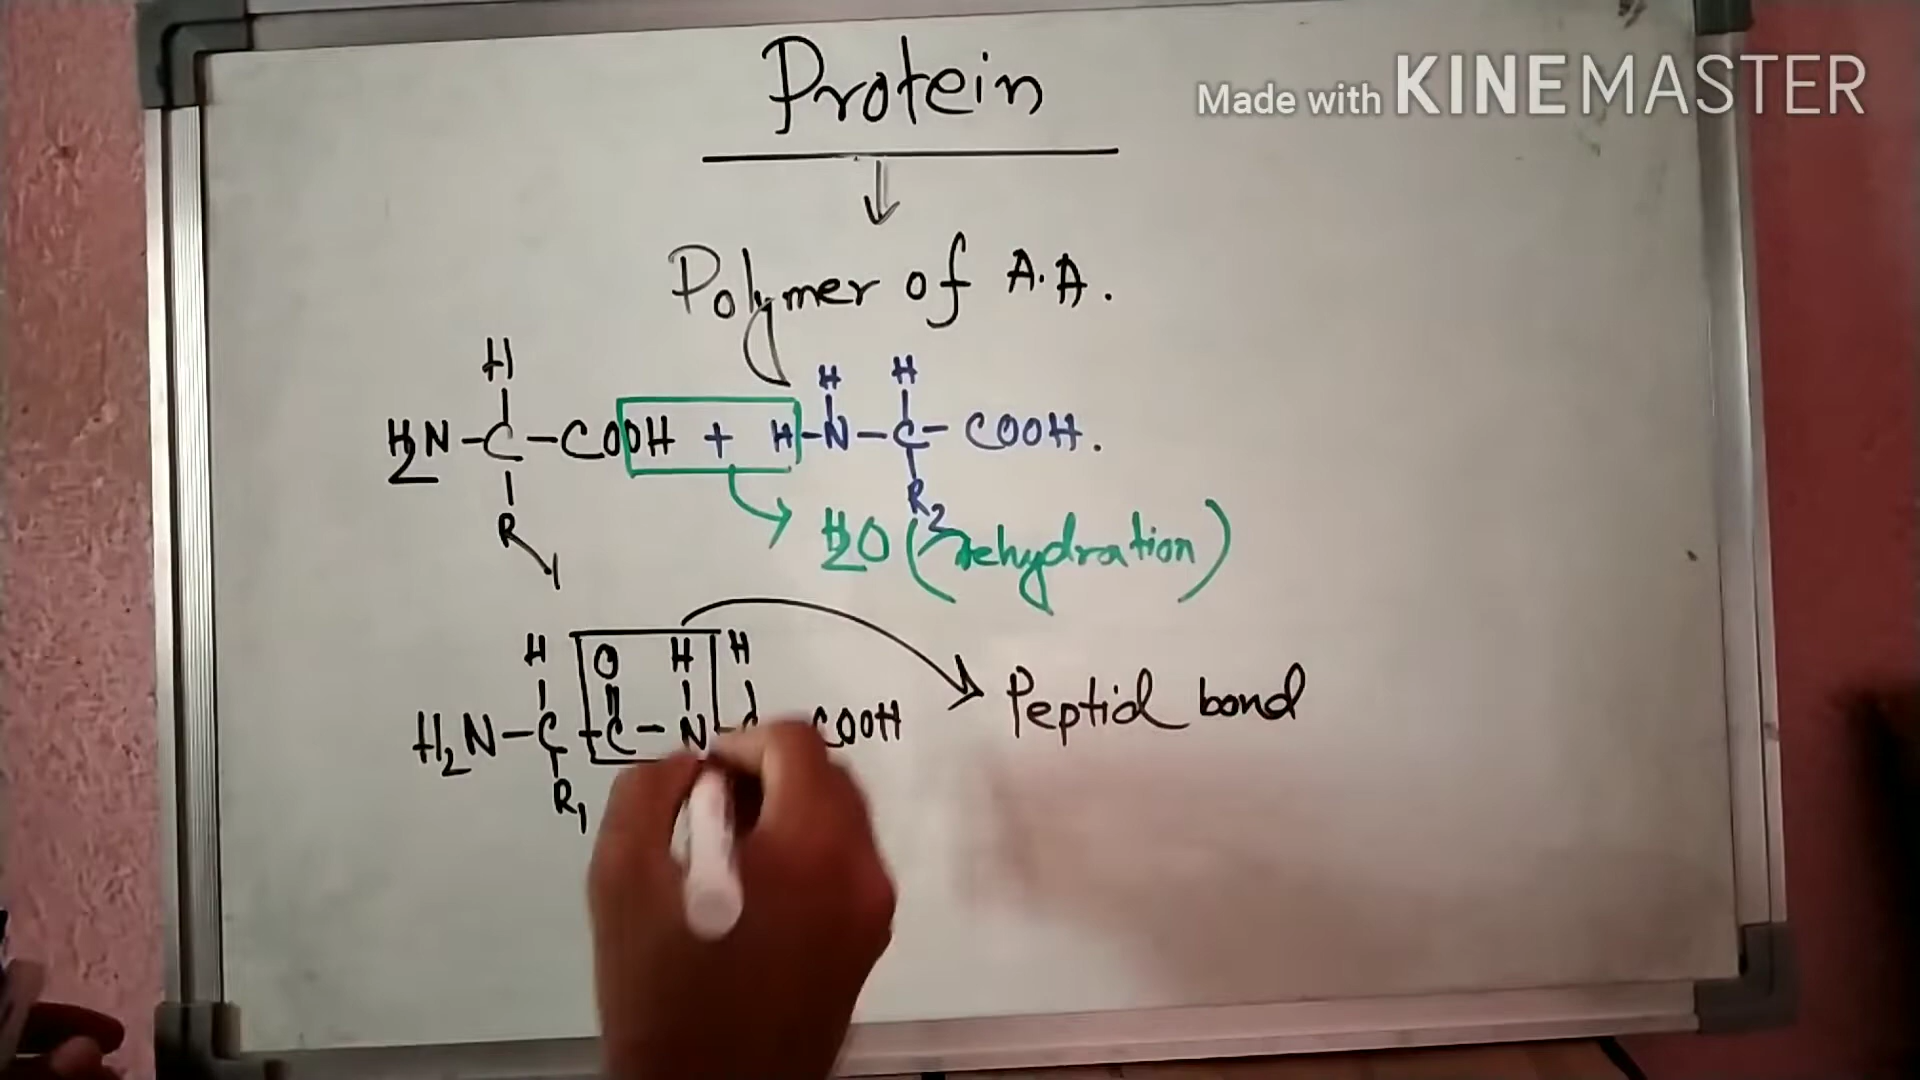 Protein
Made with KINEMASTER
Polymer of A.A.
H H H
H2N-C-COOH + H-N-C-COOH.
R1 R2
H2O (dehydration)
H O H H
H2N-C-C-N-C COOH
R1
Peptid bond